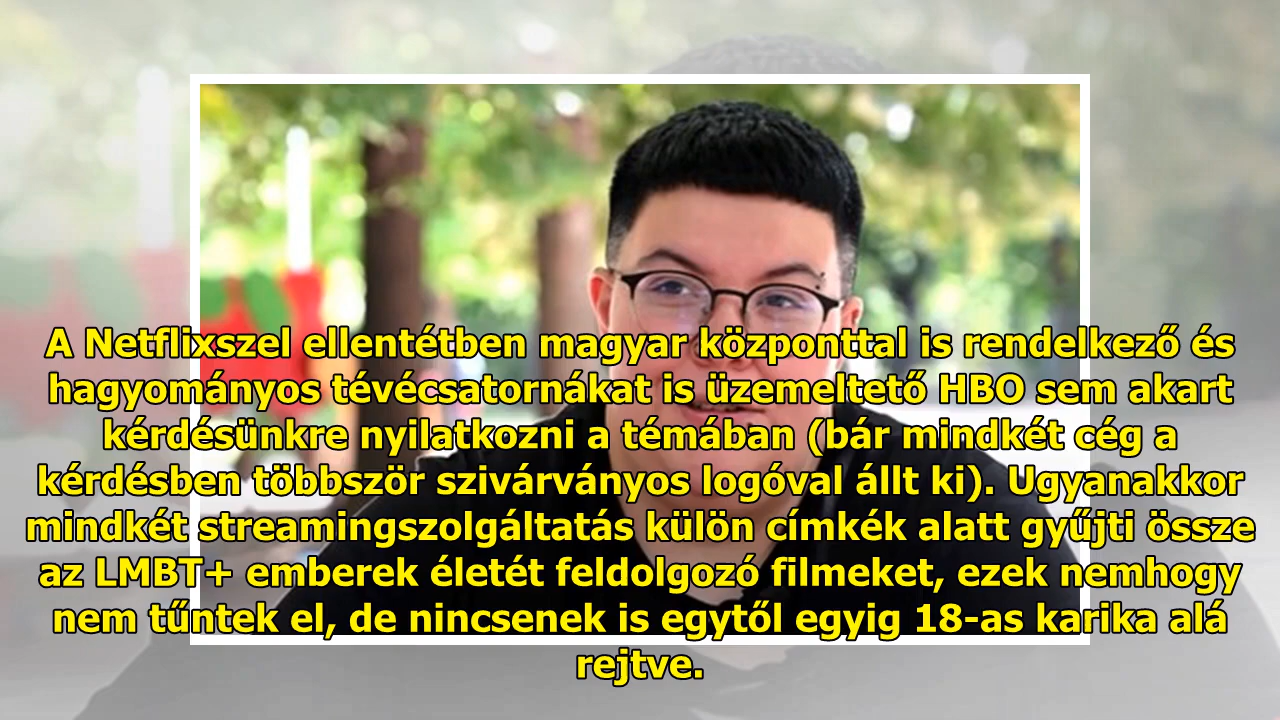 A Netflixszel ellentétben magyar központtal is rendelkező és
hagyományos tévécsatornákat is üzemeltető HBO sem akart
kérdésünkre nyilatkozni a témában (bár mindkét cég a
kérdésben többször szivárványos logóval állt ki). Ugyanakkor
mindkét streamingszolgáltatás külön címkék alatt gyűjti össze
az LMBT+ emberek életét feldolgozó filmeket, ezek nemhogy
nem tűntek el, de nincsenek is egytől egyig 18-as karika alá
rejtve.